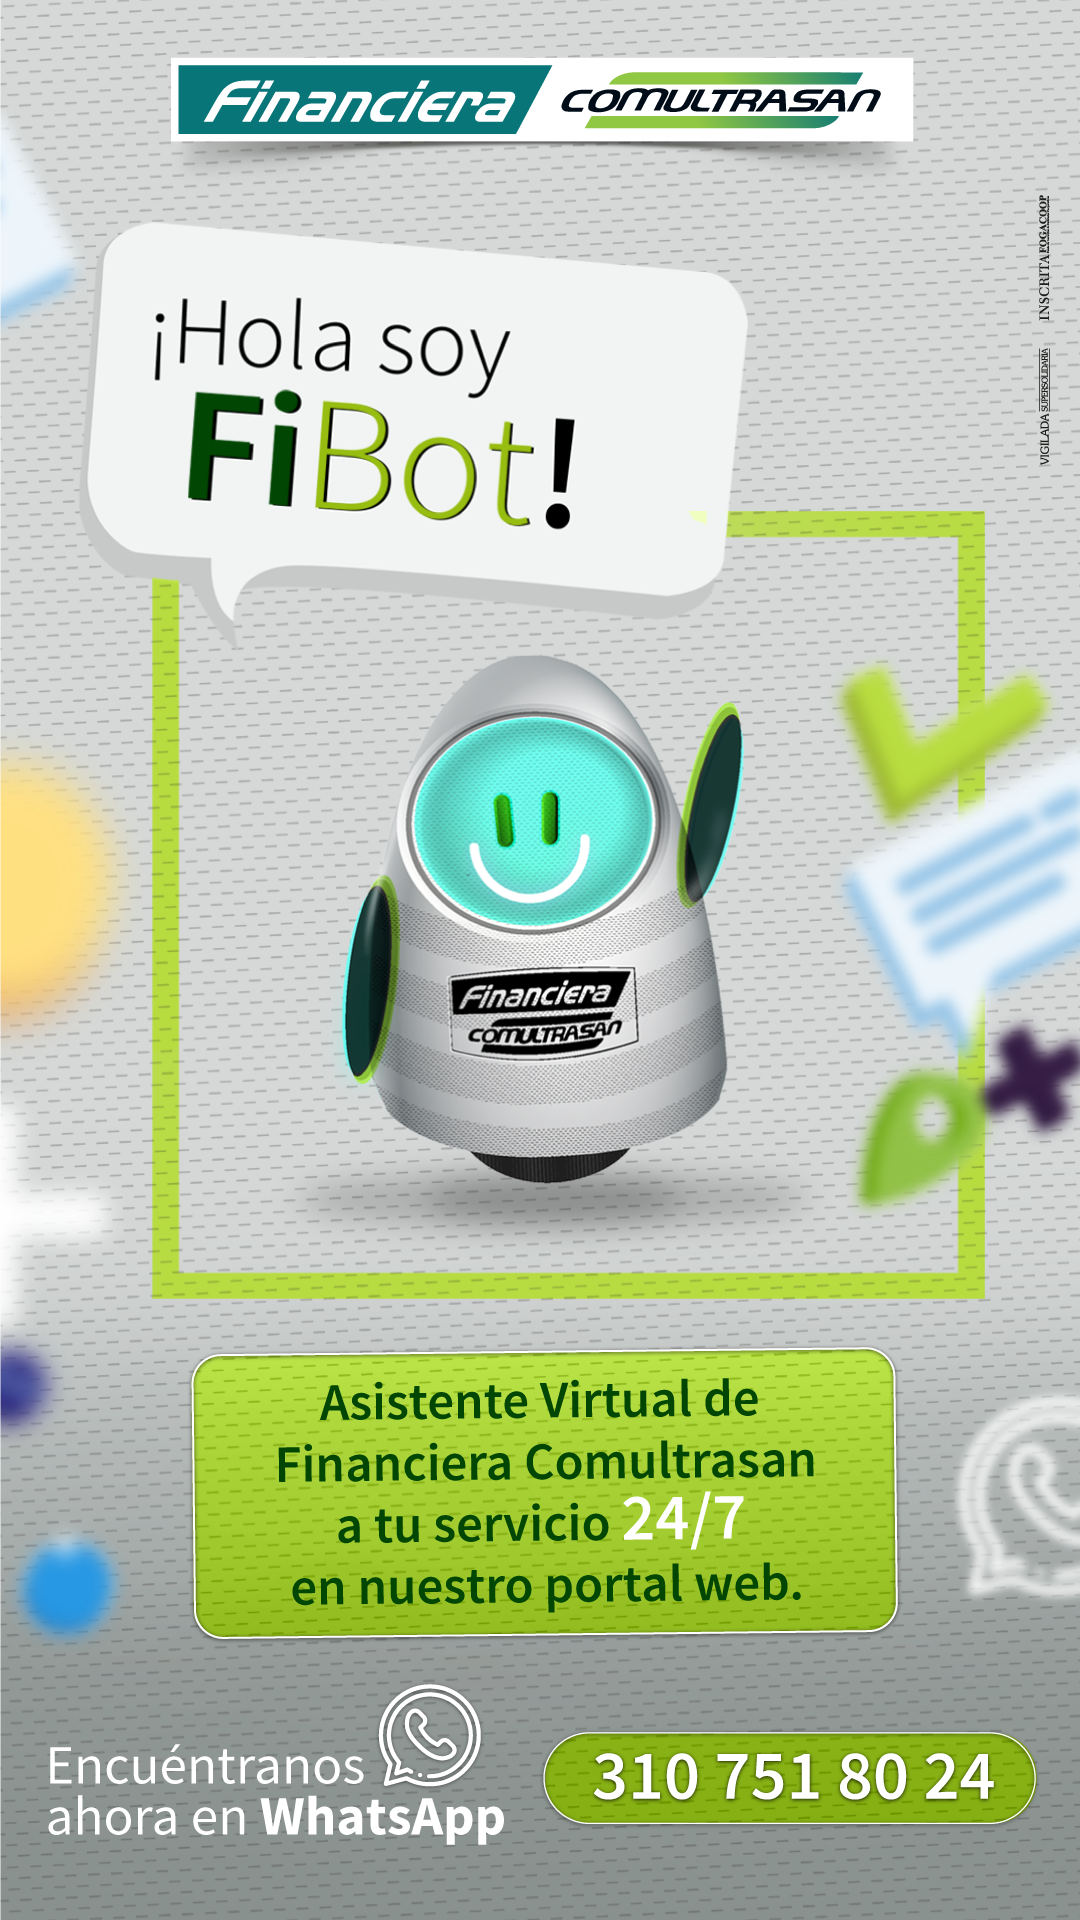 Financiera COMULTRASAN
VIGILADA SUPERSOLIDARIA INSCRITA FOGACOOP
¡Hola soy
FiBot!
Financiera
COMULTRASAN
Asistente Virtual de
Financiera Comultrasan
a tu servicio 24/7
en nuestro portal web.
Encuéntranos
ahora en WhatsApp
310 751 80 24